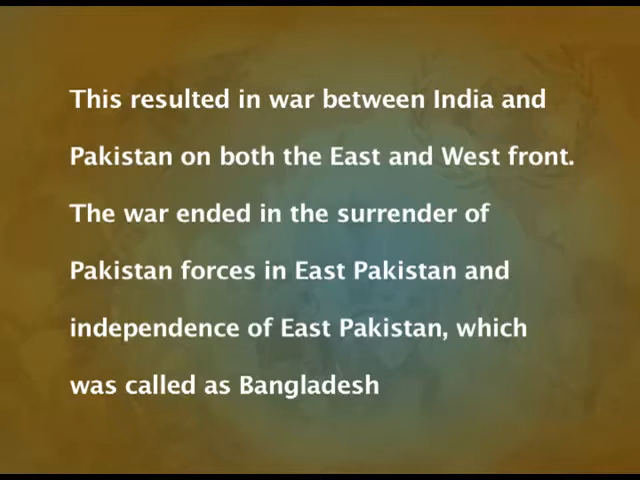 This resulted in war between India and
Pakistan on both the East and West front.
The war ended in the surrender of
Pakistan forces in East Pakistan and
independence of East Pakistan, which
was called as Bangladesh